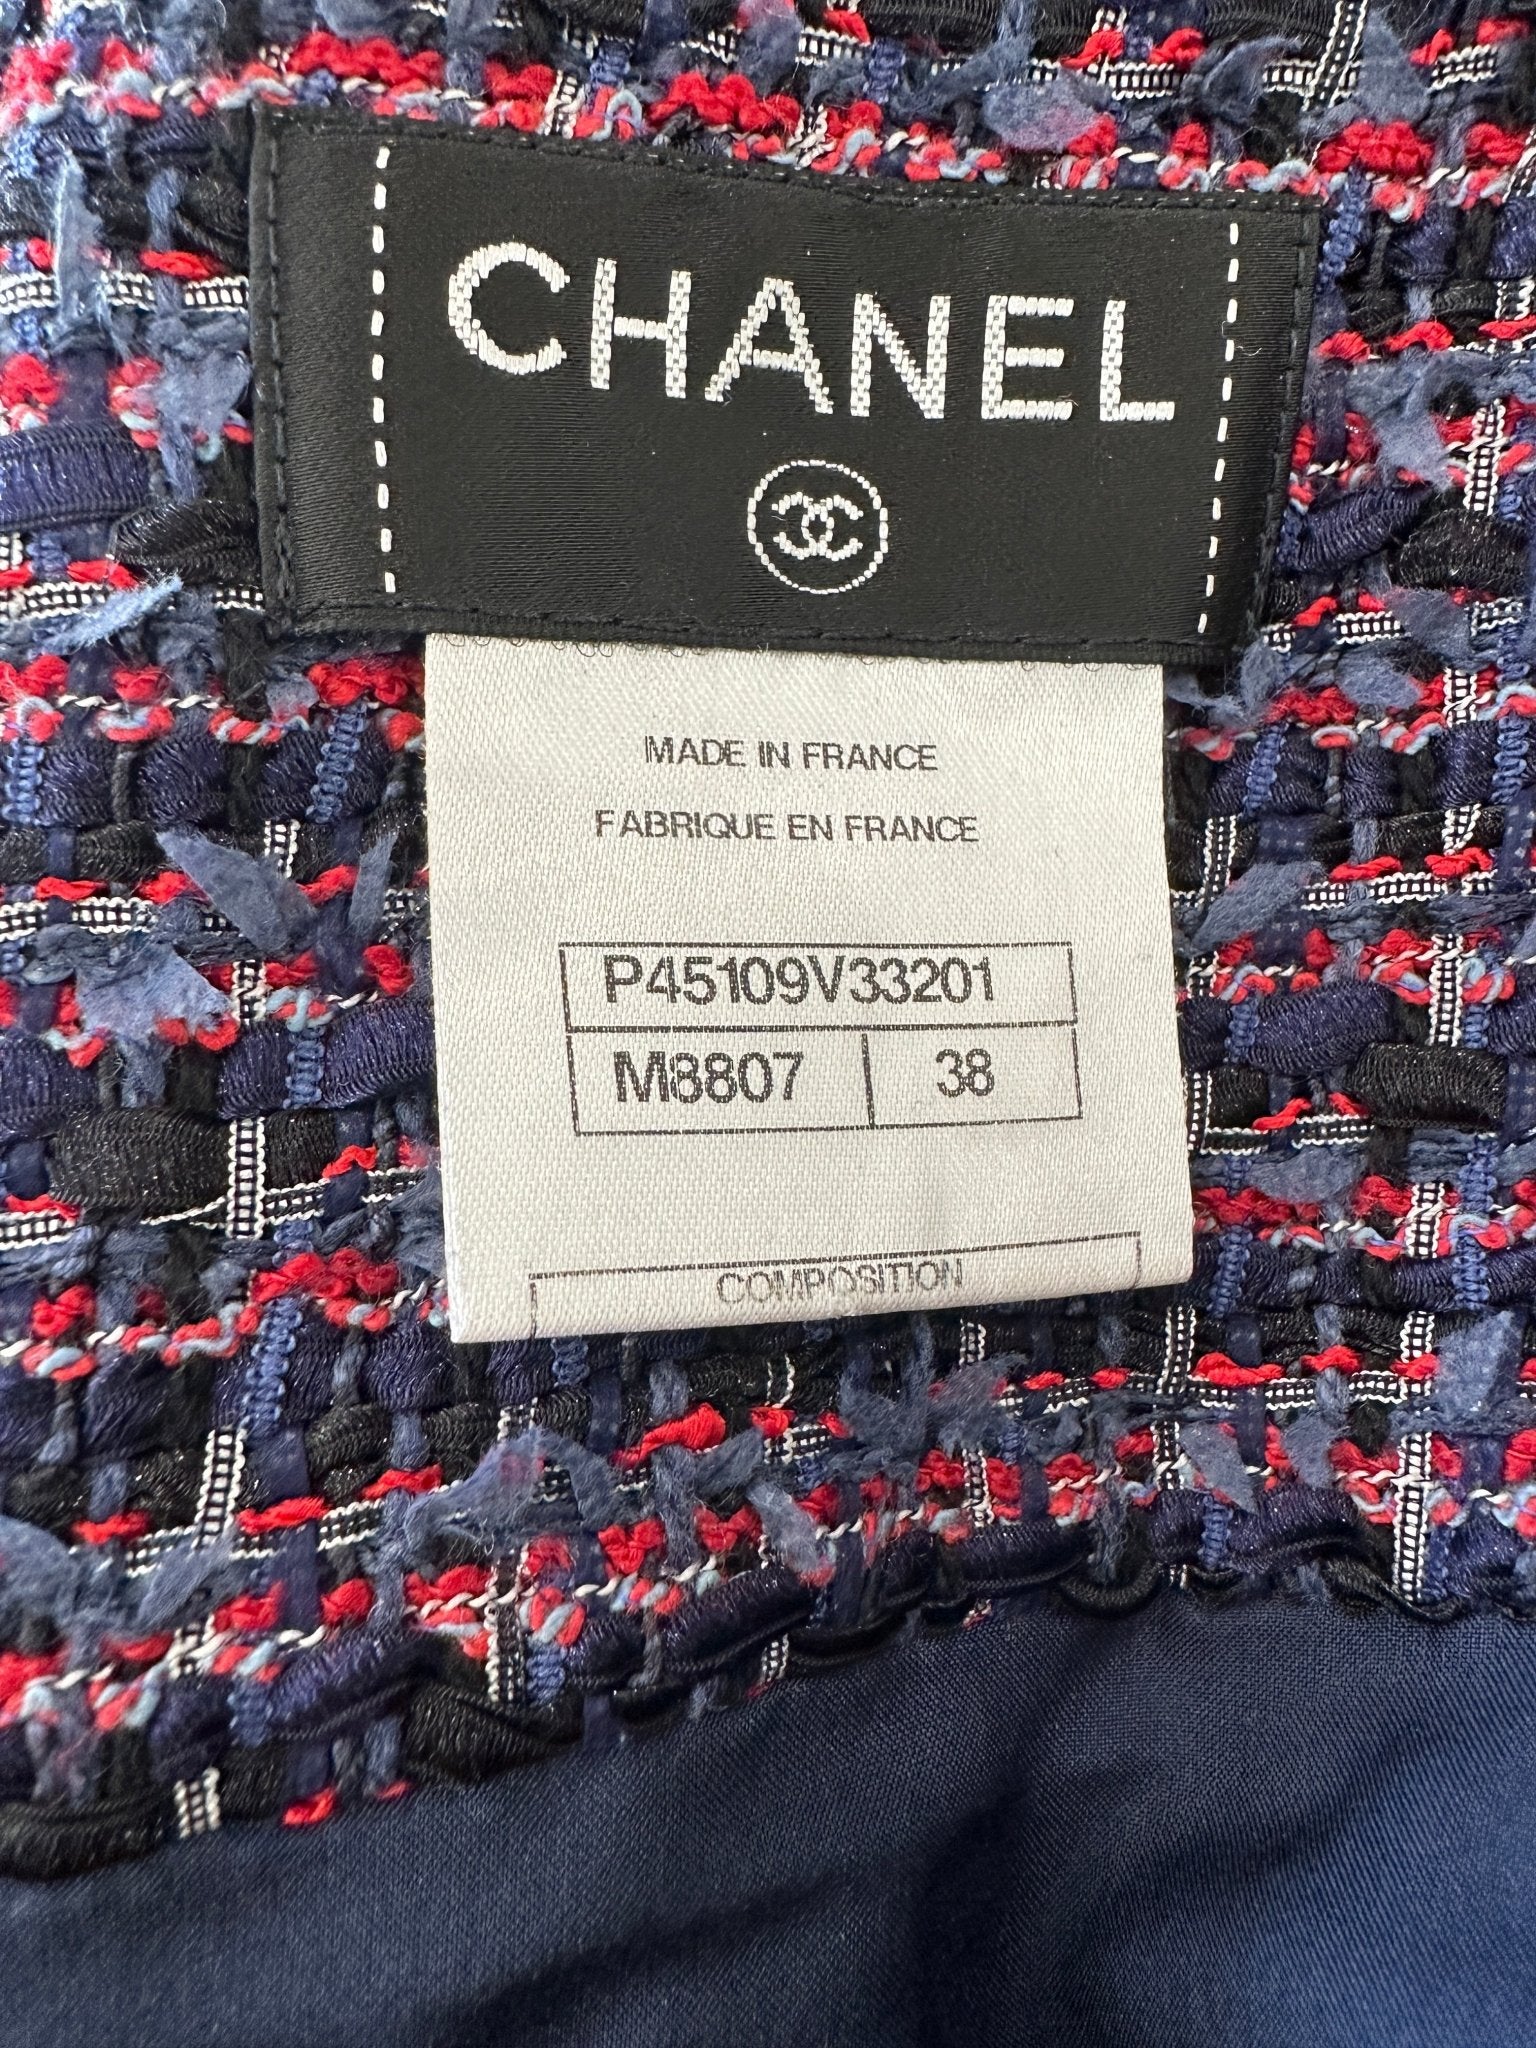 CHANEL
MADE IN FRANCE
FABRIQUE EN FRANCE
P45109V33201
M8807 38
COMPOSITION